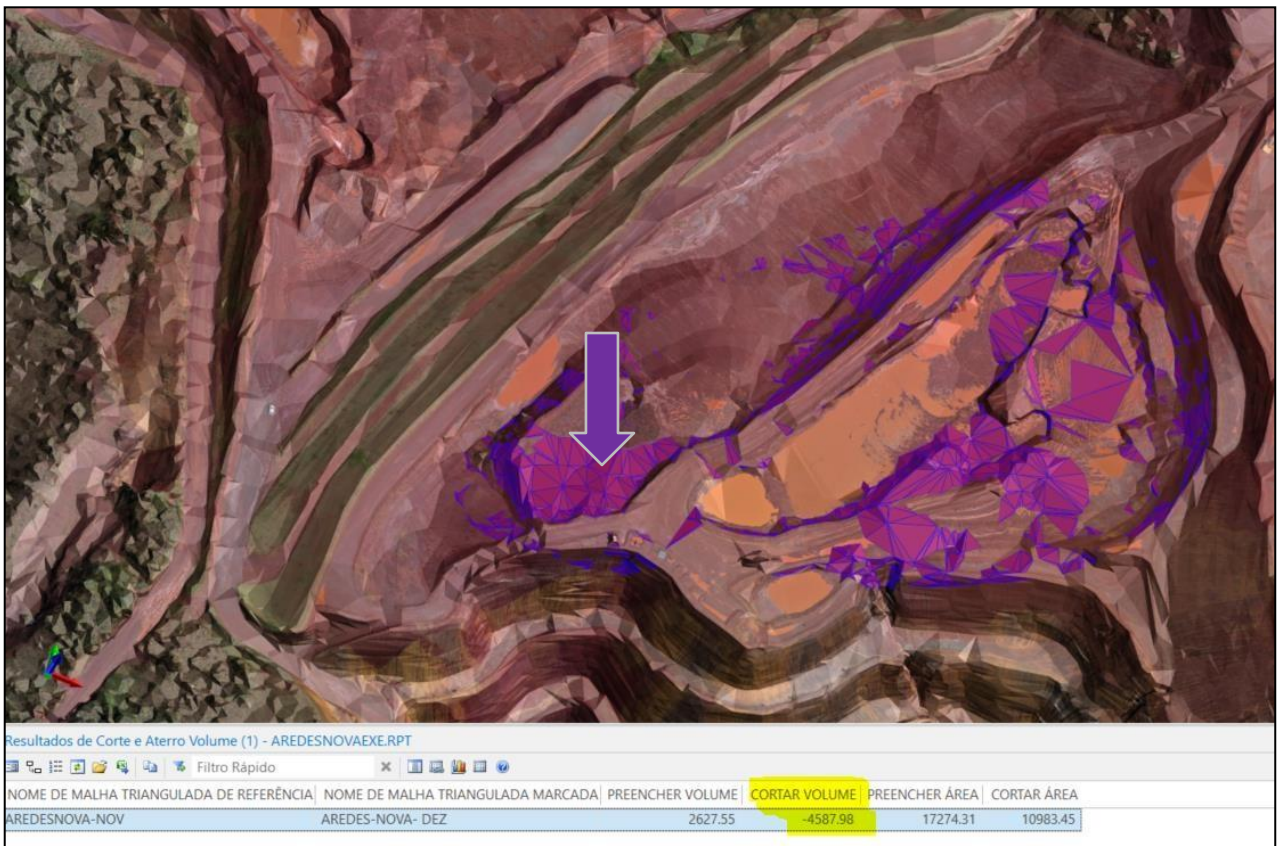 Resultados de Corte e Aterro Volume (1) - AREDESNOVAEXE.RPT
Filtro Rápido
NOME DE MALHA TRIANGULADA DE REFERÊNCIA NOME DE MALHA TRIANGULADA MARCADA PREENCHER VOLUME CORTAR VOLUME PREENCHER ÁREA CORTAR ÁREA
AREDESNOVA-NOV AREDES-NOVA- DEZ 2627.55 -4587.98 17274.31 10983.45